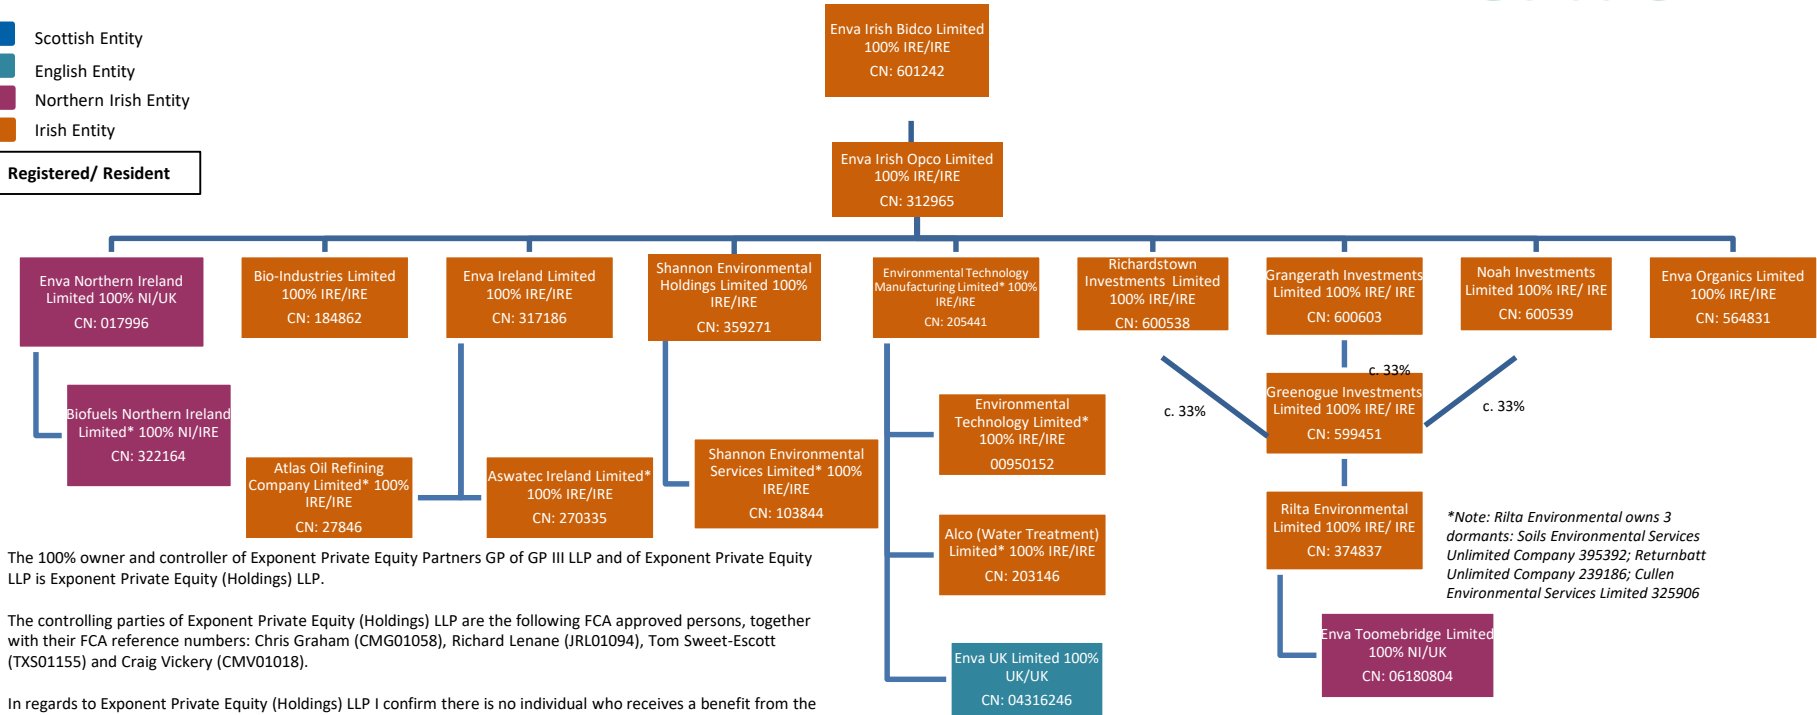 Scottish Entity
English Entity
Northern Irish Entity
Irish Entity
Registered/ Resident
Enva Irish Bidco Limited
100% IRE/IRE
CN: 601242
Enva Irish Opco Limited
100% IRE/IRE
CN: 312965
Enva Northern Ireland
Limited 100% NI/UK
CN: 017996
Bio-Industries Limited
100% IRE/IRE
CN: 184862
Enva Ireland Limited
100% IRE/IRE
CN: 317186
Shannon Environmental
Holdings Limited 100%
IRE/IRE
CN: 359271
Environmental Technology
Manufacturing Limited* 100%
IRE/IRE
CN: 205441
Richardstown
Investments Limited
100% IRE/IRE
CN: 600538
Grangerath Investments
Limited 100% IRE/ IRE
CN: 600603
Noah Investments
Limited 100% IRE/ IRE
CN: 600539
Enva Organics Limited
100% IRE/IRE
CN: 564831
Biofuels Northern Ireland
Limited* 100% NI/IRE
CN: 322164
Atlas Oil Refining
Company Limited* 100%
IRE/IRE
CN: 27846
Aswatec Ireland Limited*
100% IRE/IRE
CN: 270335
Shannon Environmental
Services Limited* 100%
IRE/IRE
CN: 103844
Environmental
Technology Limited*
100% IRE/IRE
00950152
Alco (Water Treatment)
Limited* 100% IRE/IRE
CN: 203146
Enva UK Limited 100%
UK/UK
CN: 04316246
c. 33%
c. 33%
c. 33%
Greenogue Investments
Limited 100% IRE/ IRE
CN: 599451
Rilta Environmental
Limited 100% IRE/ IRE
CN: 374837
Enva Toomebridge Limited
100% NI/UK
CN: 06180804
*Note: Rilta Environmental owns 3
dormants: Soils Environmental Services
Unlimited Company 395392; Returnbatt
Unlimited Company 239186; Cullen
Environmental Services Limited 325906
The 100% owner and controller of Exponent Private Equity Partners GP of GP III LLP and of Exponent Private Equity
LLP is Exponent Private Equity (Holdings) LLP.
The controlling parties of Exponent Private Equity (Holdings) LLP are the following FCA approved persons, together
with their FCA reference numbers: Chris Graham (CMG01058), Richard Lenane (JRL01094), Tom Sweet-Escott
(TXS01155) and Craig Vickery (CMV01018).
In regards to Exponent Private Equity (Holdings) LLP I confirm there is no individual who receives a benefit from the